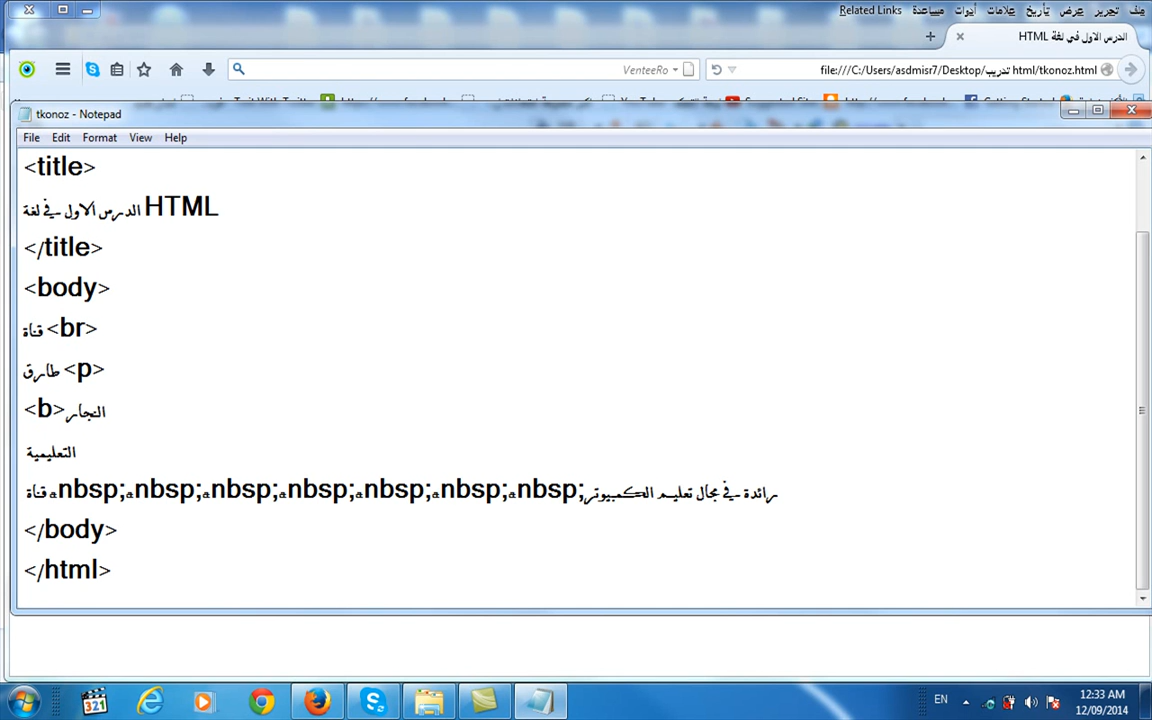 Related Links مساعدة أدوات علامات تأريخ عرض تحرير ملف
الدرس الاول في لغة HTML
VenteeRo
file:///C:/Users/asdmisr7/Desktop/تدريب html/tkonoz.html
tkonoz - Notepad
File Edit Format View Help
<title>
الدرس الاول في لغة HTML
</title>
<body>
قناة <br>
طارق <p>
<b>النجار
التعليمية
قناة &nbsp;&nbsp;&nbsp;&nbsp;&nbsp;&nbsp;&nbsp;رائدة في مجال تعليم الكمبيوتر
</body>
</html>
321
EN
12:33 AM
12/09/2014